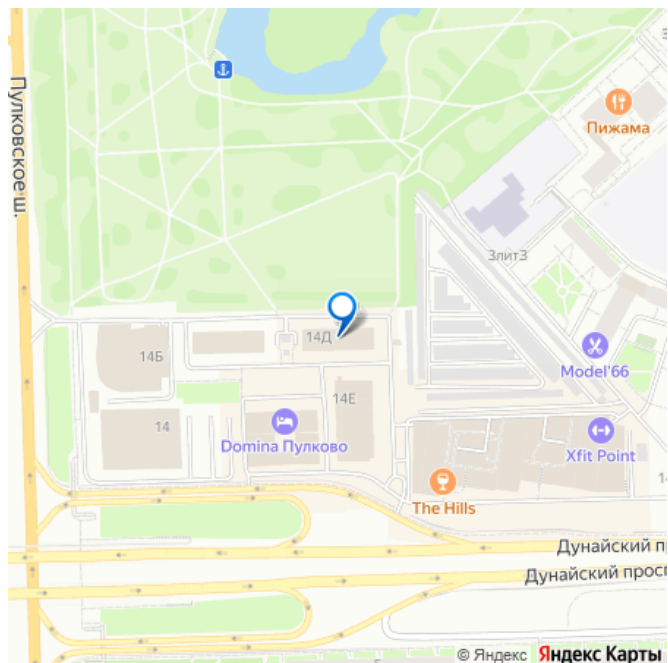 Пулковское ш.
Пижама
3литЗ
14Д
14Б
Model'66
14Е
14
Domina Пулково
Xfit Point
The Hills
Дунайский п
Дунайский просп
© Яндекс Яндекс Карты